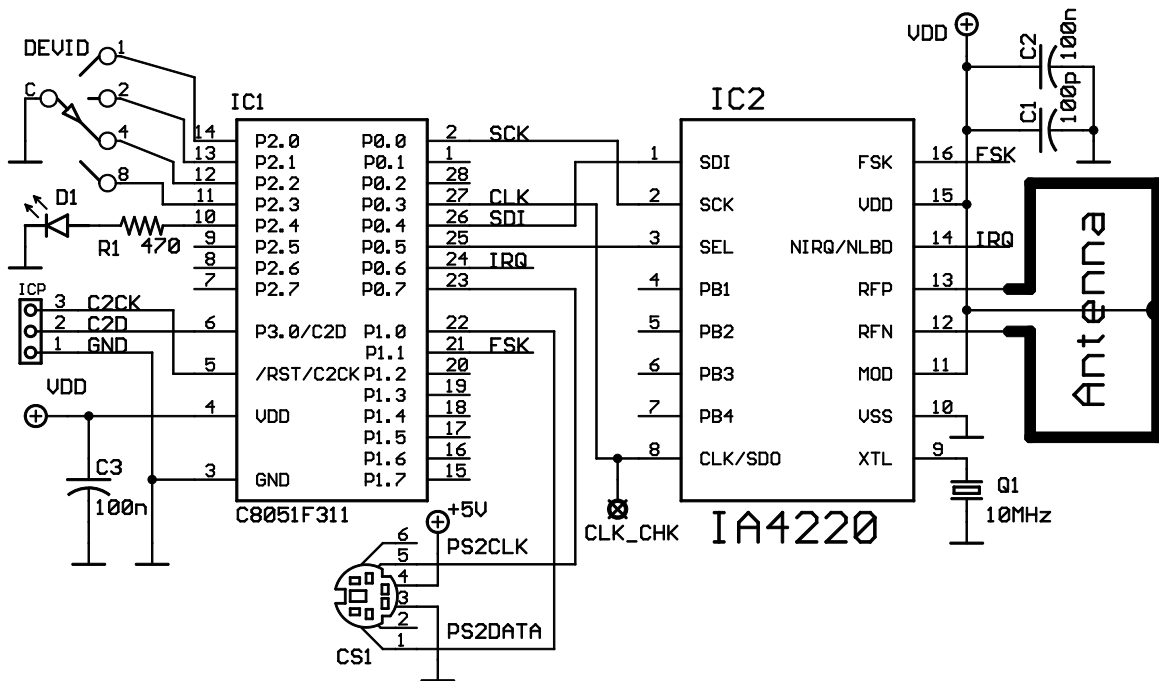 DEVID
1
C
2
4
8
D1
R1
470
ICP
3
C2CK
2
C2D
1
GND
VDD
C3
100n
IC1
14
P2.0
13
P2.1
12
P2.2
11
P2.3
10
P2.4
9
P2.5
8
P2.6
7
P2.7
6
P3.0/C2D
5
/RST/C2CK
4
VDD
3
GND
P0.0
2
SCK
P0.1
1
P0.2
28
P0.3
27
CLK
P0.4
26
SDI
P0.5
25
P0.6
24
IRQ
P0.7
23
P1.0
22
P1.1
21
FSK
P1.2
20
P1.3
19
P1.4
18
P1.5
17
P1.6
16
P1.7
15
C8051F311
+5V
6
PS2CLK
5
4
3
2
PS2DATA
1
CS1
CLK_CHK
IC2
1
SDI
2
SCK
3
SEL
4
PB1
5
PB2
6
PB3
7
PB4
8
CLK/SDO
FSK
16
FSK
VDD
15
NIRQ/NLBD
14
IRQ
RFP
13
RFN
12
MOD
11
VSS
10
XTL
9
IA4220
VDD
C2
100n
C1
100p
Antenna
Q1
10MHz